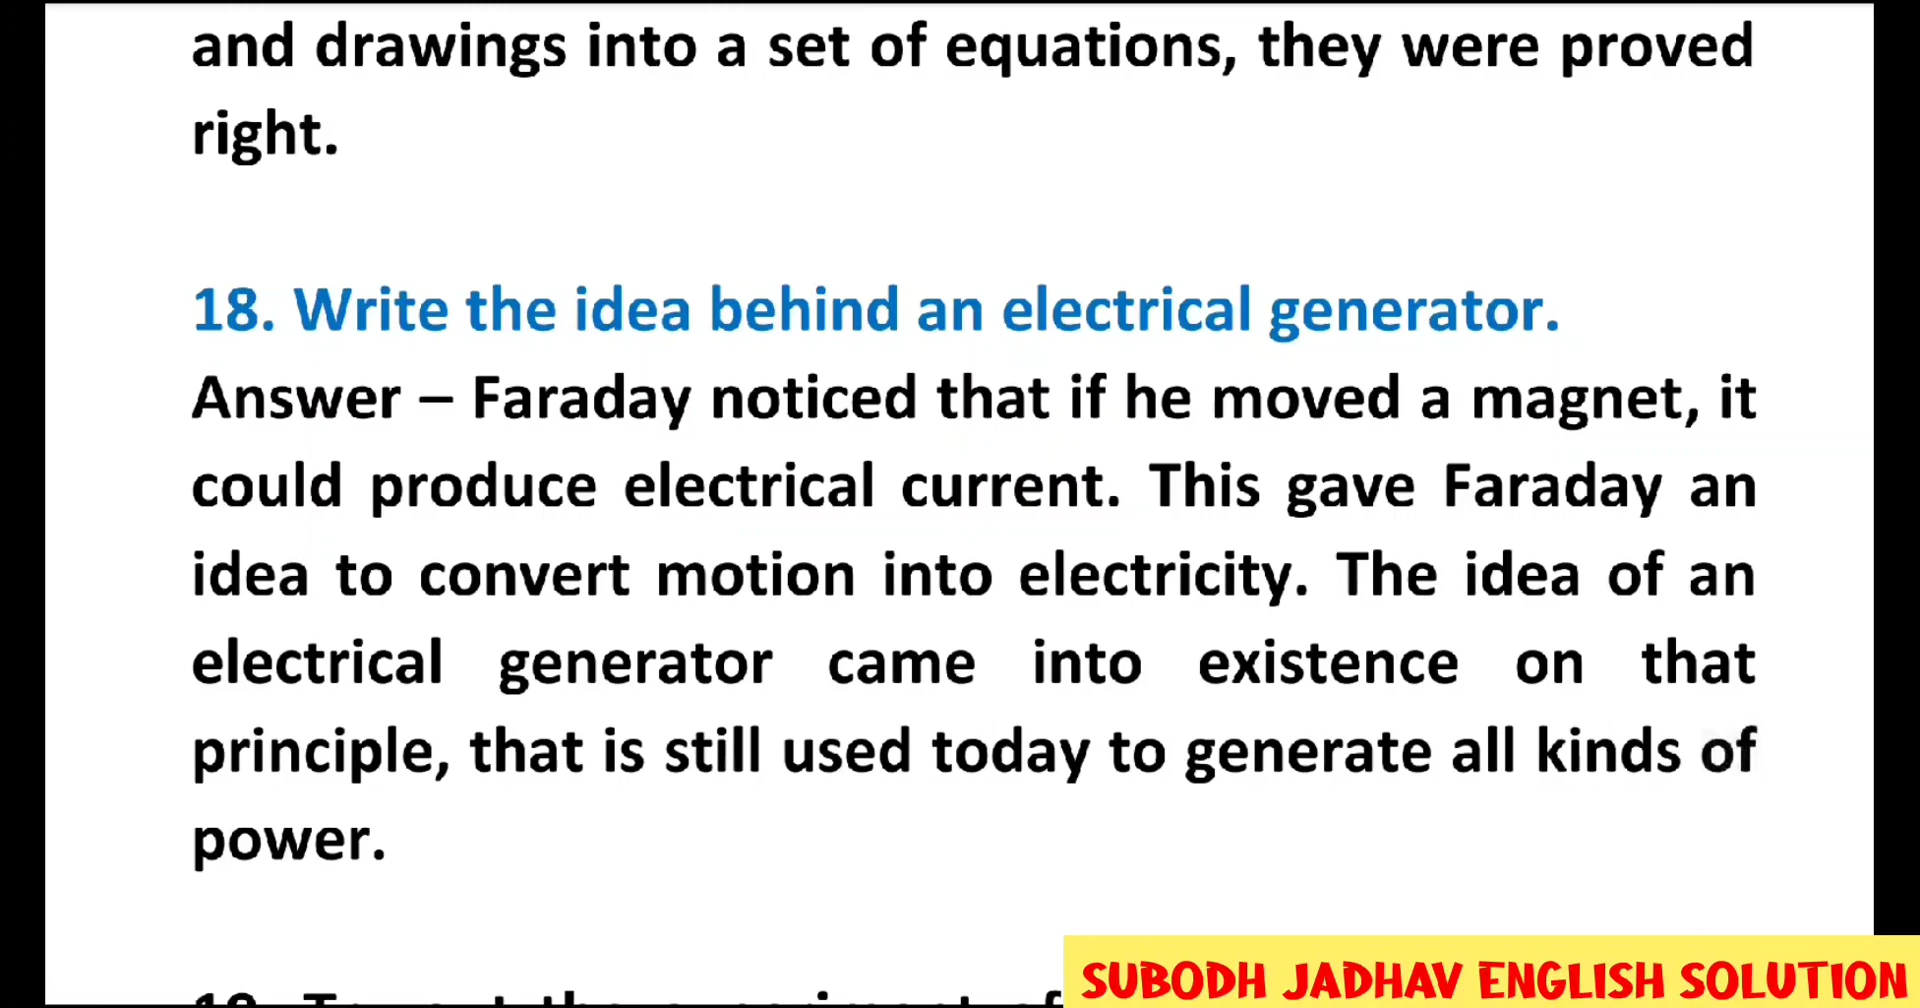 and drawings into a set of equations, they were proved
right.
18. Write the idea behind an electrical generator.
Answer – Faraday noticed that if he moved a magnet, it
could produce electrical current. This gave Faraday an
idea to convert motion into electricity. The idea of an
electrical generator came into existence on that
principle, that is still used today to generate all kinds of
power.
SUBODH JADHAV ENGLISH SOLUTION